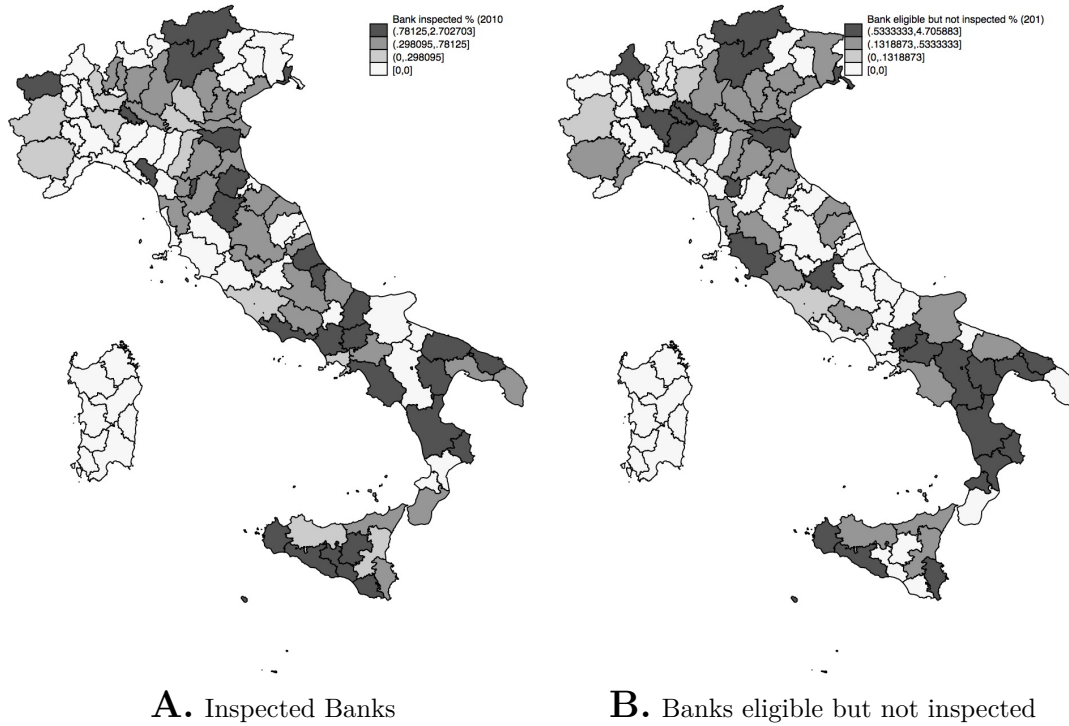 Bank inspected % (2010
(.78125,2.702703]
(.298095,.78125]
(0,.298095]
[0,0]
Bank eligible but not inspected % (201)
(.5333333,4.705883]
(.1318873,.5333333]
(0,.1318873]
[0,0]
A. Inspected Banks
B. Banks eligible but not inspected